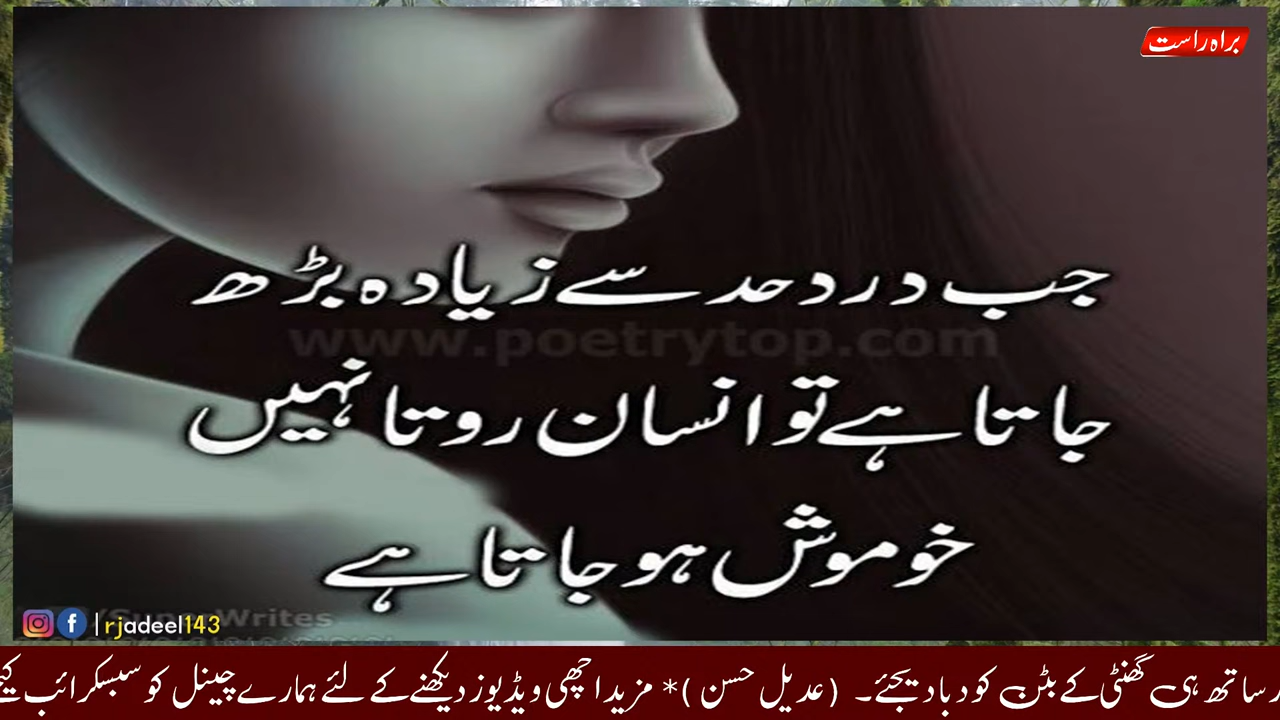 براہ راست
جب درد حد سے زیادہ بڑھ
www.poetrytop.com
جاتا ہے تو انسان روتا نہیں
خوموش ہو جاتا ہے
/SuperWrites
|rjadeel143
ساتھ ہی گھنٹی کے بٹن کو دبا دیجئے۔ (عدیل حسن )* مزید اچھی ویڈیوز دیکھنے کے لئے ہمارے چینل کو سبسکرائب